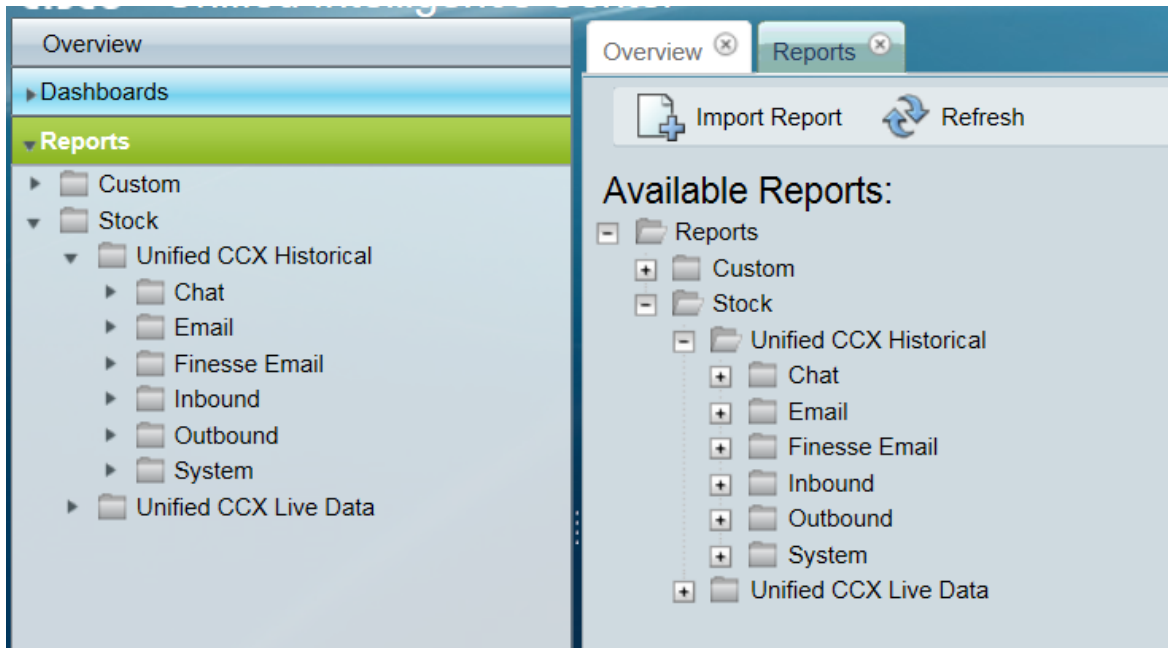 Overview
Dashboards
Reports
Custom
Stock
Unified CCX Historical
Chat
Email
Finesse Email
Inbound
Outbound
System
Unified CCX Live Data
Overview
Reports
Import Report
Refresh
Available Reports:
Reports
Custom
Stock
Unified CCX Historical
Chat
Email
Finesse Email
Inbound
Outbound
System
Unified CCX Live Data